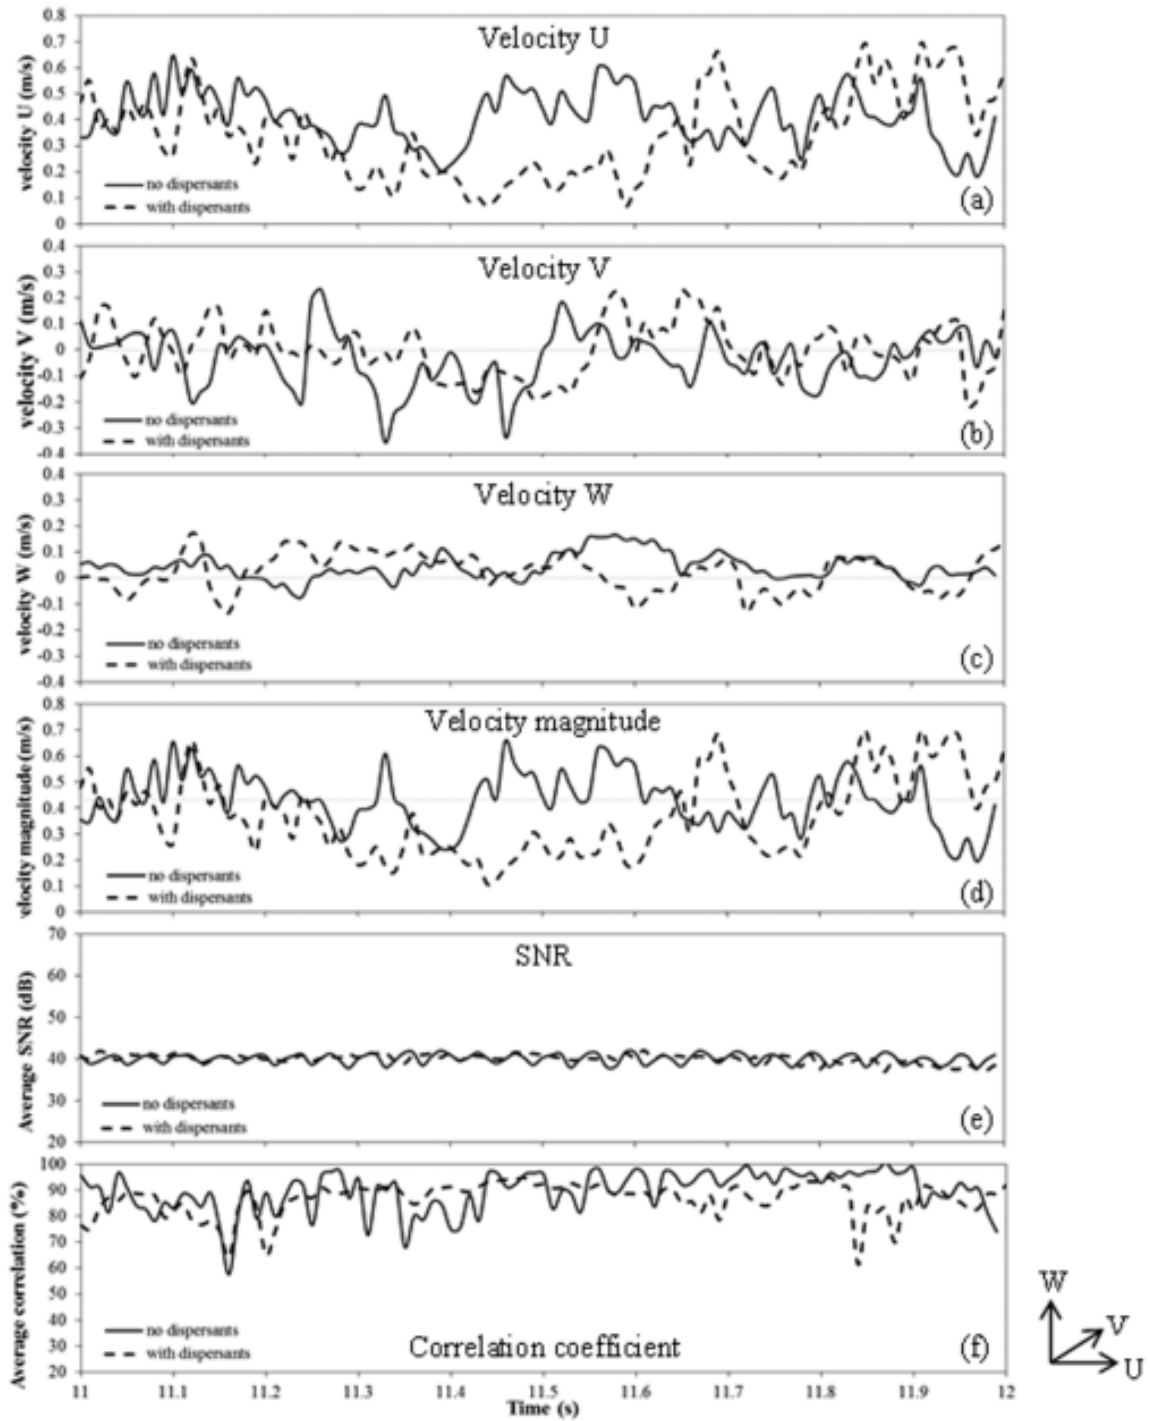 Velocity U
velocity U (m/s)
0.8
0.7
0.6
0.5
0.4
0.3
0.2
0.1
0
no dispersants
with dispersants
(a)
Velocity V
velocity V (m/s)
0.4
0.3
0.2
0.1
0
-0.1
-0.2
-0.3
-0.4
no dispersants
with dispersants
(b)
Velocity W
velocity W (m/s)
0.4
0.3
0.2
0.1
0
-0.1
-0.2
-0.3
-0.4
no dispersants
with dispersants
(c)
Velocity magnitude
velocity magnitude (m/s)
0.8
0.7
0.6
0.5
0.4
0.3
0.2
0.1
0
no dispersants
with dispersants
(d)
SNR
Average SNR (dB)
70
60
50
40
30
20
no dispersants
with dispersants
(e)
Average correlation (%)
100
90
80
70
60
50
40
30
20
no dispersants
with dispersants
Correlation coefficient
(f)
11 11.1 11.2 11.3 11.4 11.5 11.6 11.7 11.8 11.9 12
Time (s)
W
V
U